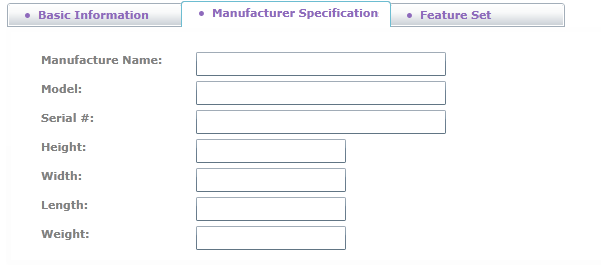 • Basic Information • Manufacturer Specification • Feature Set
Manufacture Name:
Model:
Serial #:
Height:
Width:
Length:
Weight: